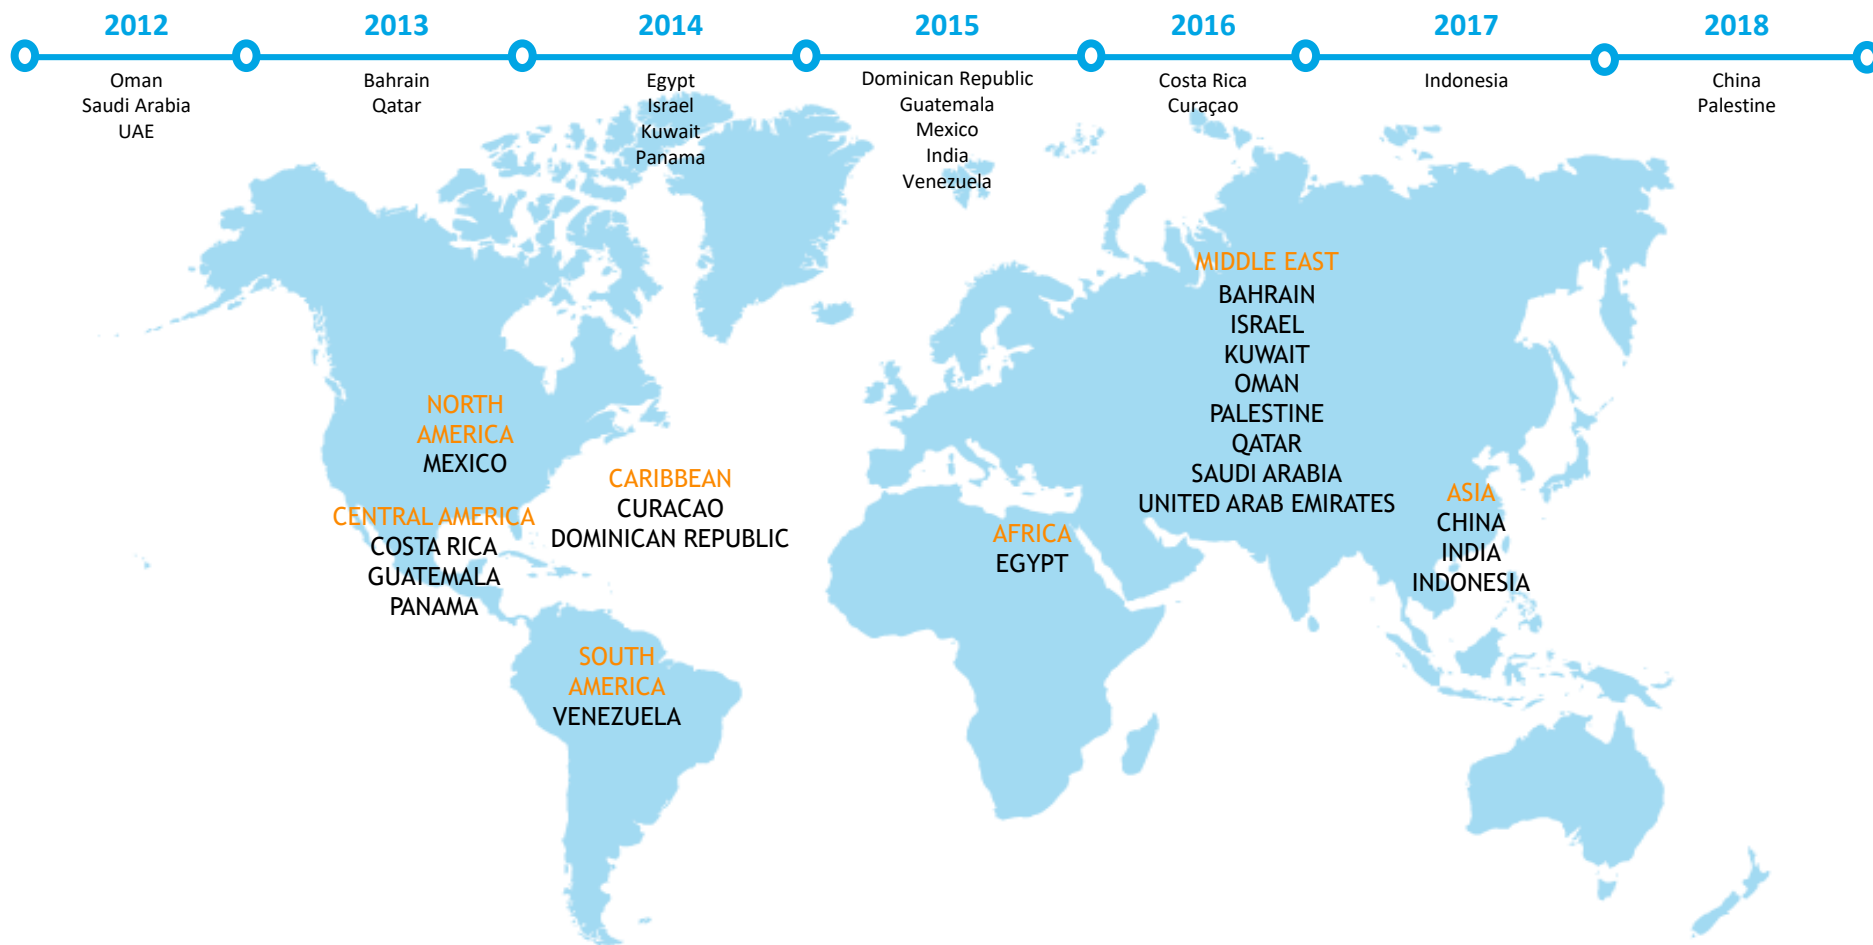 2012
Oman
Saudi Arabia
UAE
2013
Bahrain
Qatar
2014
Egypt
Israel
Kuwait
Panama
2015
Dominican Republic
Guatemala
Mexico
India
Venezuela
2016
Costa Rica
Curaçao
2017
Indonesia
2018
China
Palestine
NORTH
AMERICA
MEXICO
CENTRAL AMERICA
COSTA RICA
GUATEMALA
PANAMA
CARIBBEAN
CURACAO
DOMINICAN REPUBLIC
SOUTH
AMERICA
VENEZUELA
AFRICA
EGYPT
MIDDLE EAST
BAHRAIN
ISRAEL
KUWAIT
OMAN
PALESTINE
QATAR
SAUDI ARABIA
UNITED ARAB EMIRATES
ASIA
CHINA
INDIA
INDONESIA